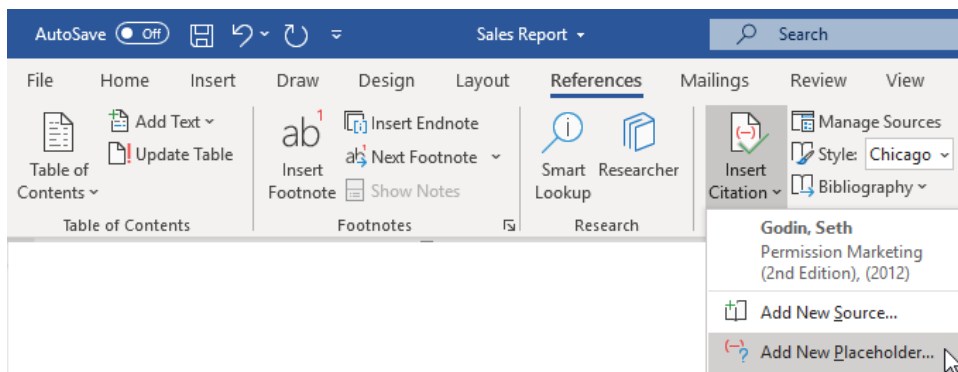 AutoSave Off Sales Report Search
File Home Insert Draw Design Layout References Mailings Review View
Table of
Contents
Add Text
Update Table
Table of Contents
ab1
Insert
Footnote
Insert Endnote
Next Footnote
Show Notes
Footnotes
Smart
Lookup
Researcher
Research
Insert
Citation
Manage Sources
Style: Chicago
Bibliography
Godin, Seth
Permission Marketing
(2nd Edition), (2012)
Add New Source...
Add New Placeholder...